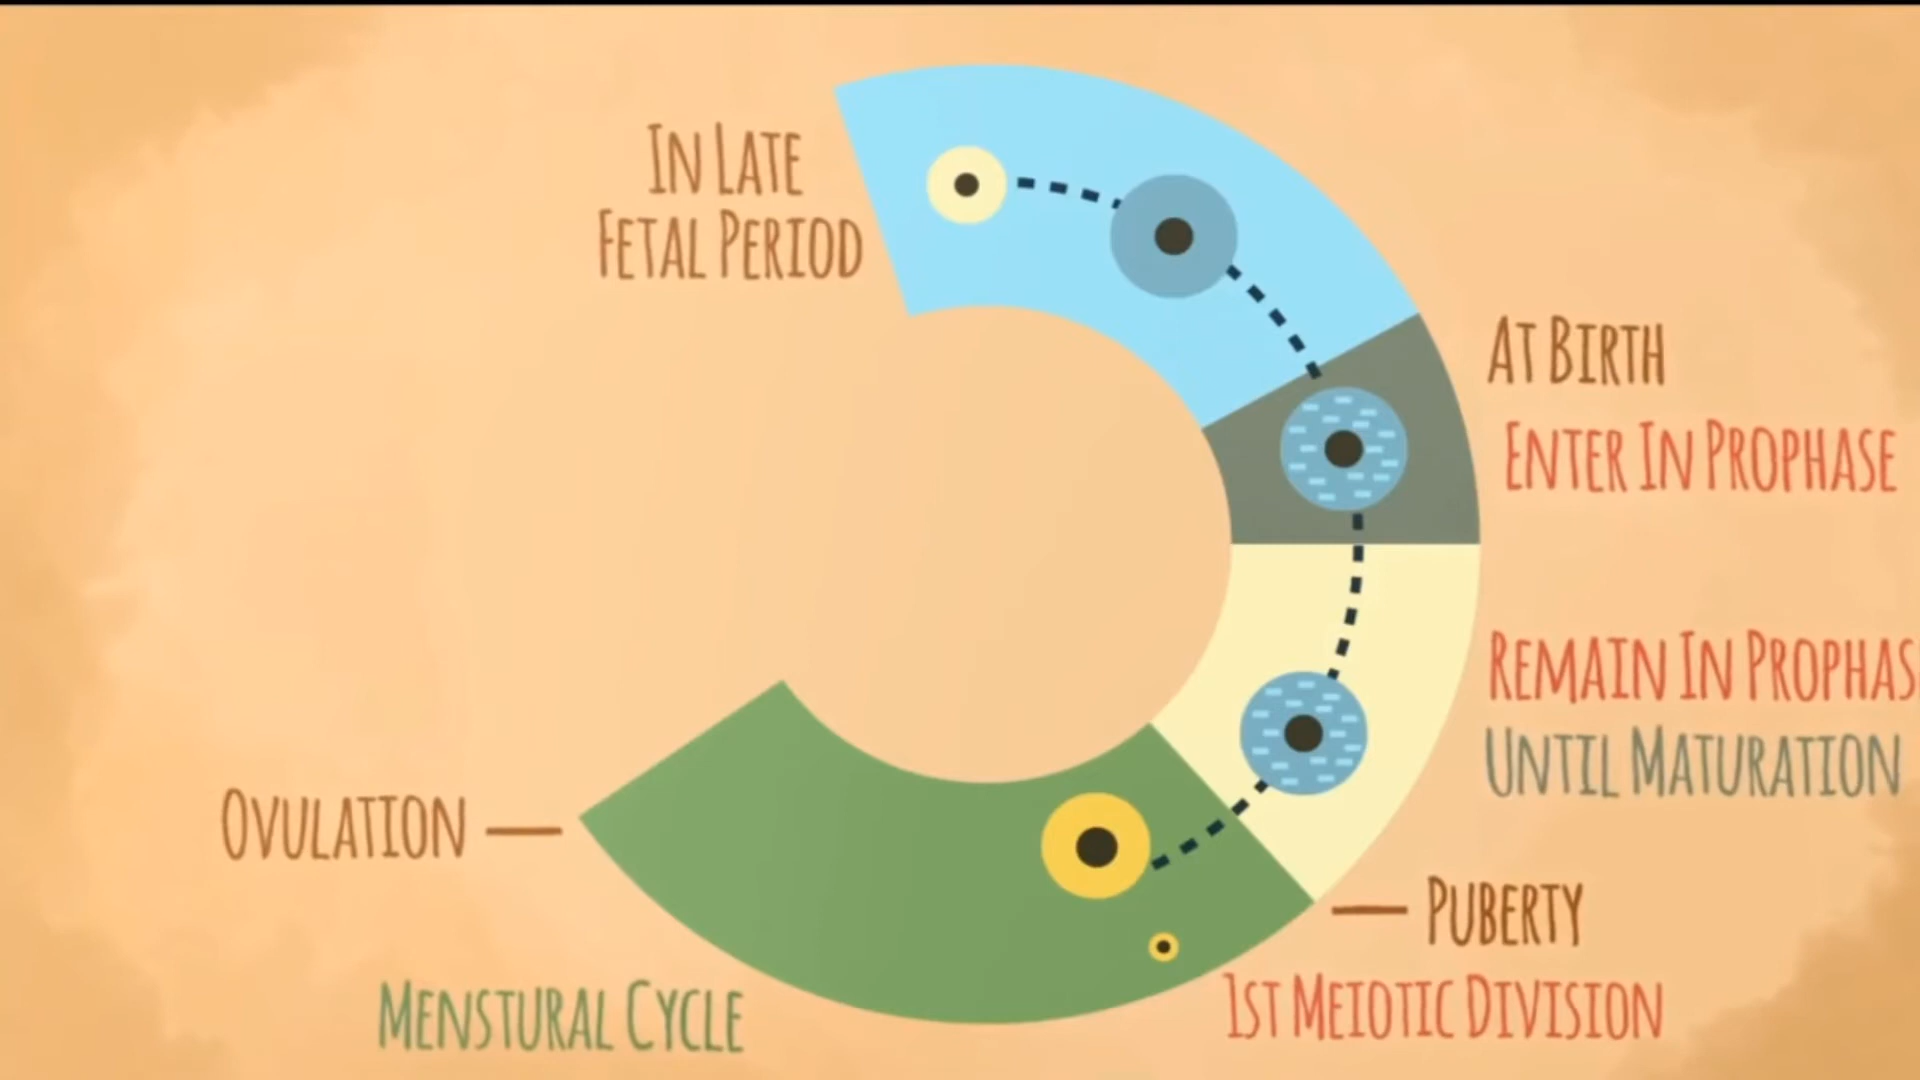 In Late
Fetal Period
At Birth
Enter In Prophase
Remain In Prophas
Until Maturation
Ovulation
Puberty
Menstural Cycle
1st Meiotic Division